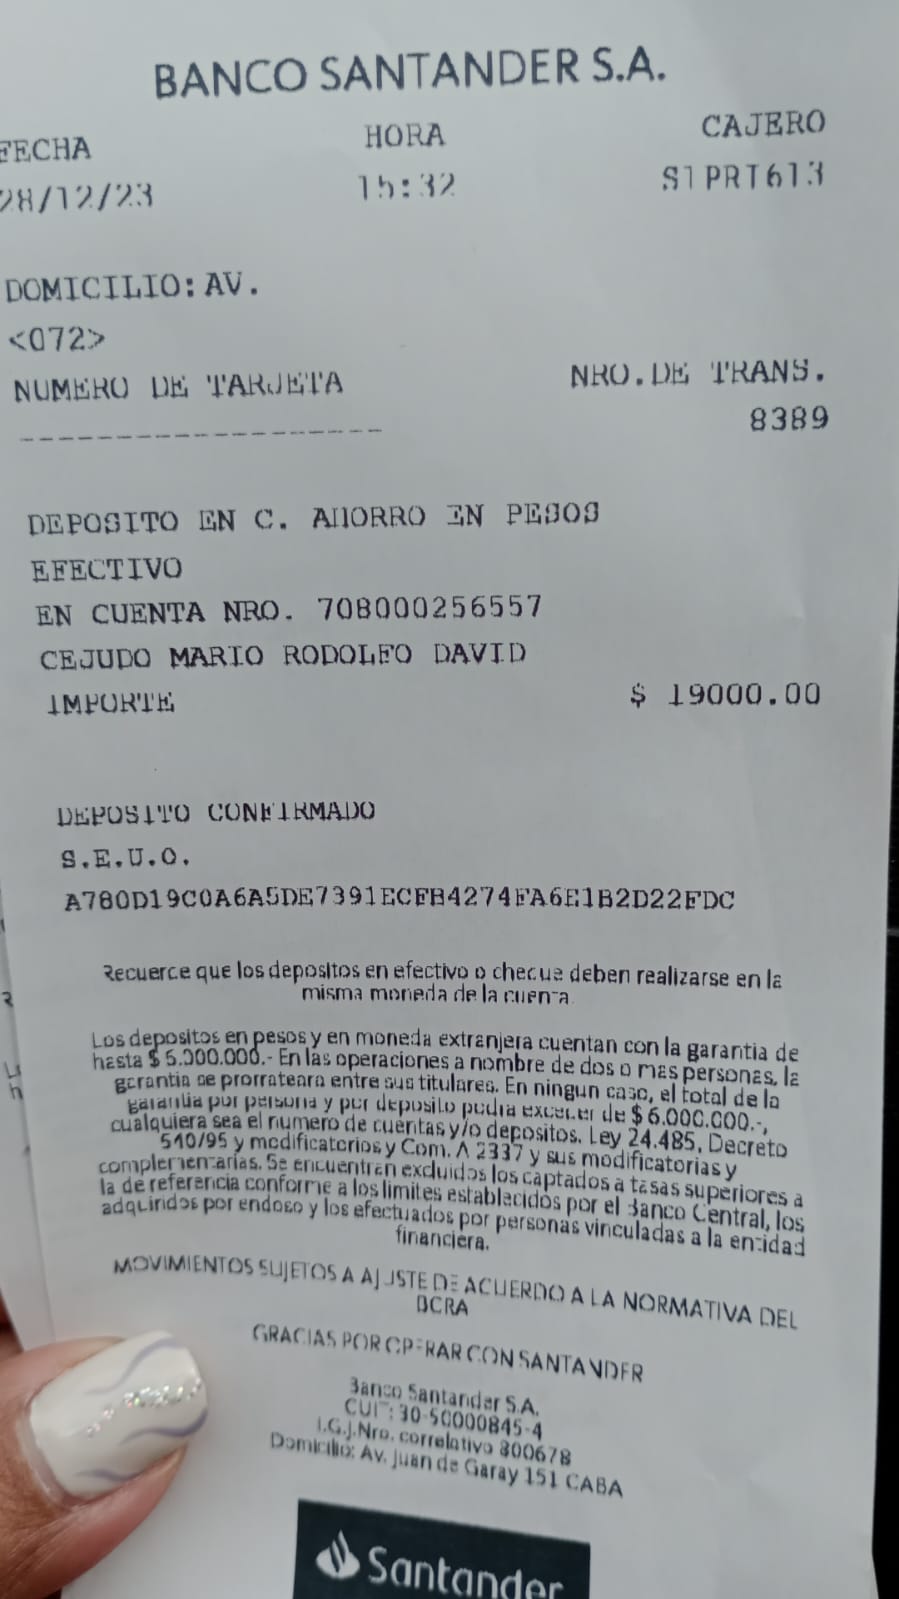 BANCO SANTANDER S.A.
FECHA HORA CAJERO
28/12/23 15:32 S1PRT613
DOMICILIO: AV.
<072>
NUMERO DE TARJETA NRO.DE TRANS.
------------------- 8389
DEPOSITO EN C. AHORRO EN PESOS
EFECTIVO
EN CUENTA NRO. 708000256557
CEJUDO MARIO RODOLFO DAVID
IMPORTE $ 19000.00
DEPOSITO CONFIRMADO
S.E.U.O.
A780D19C0A6A5DE7391ECFB4274FA6E1B2D22FDC
Recuerce que los depositos en efectivo o checue deben realizarse en la
misma moneda de la cuenta.
Los depositos en pesos y en moneda extranjera cuentan con la garantia de
hasta $ 6.000.000.- En las operaciones a nombre de dos o mas personas, la
garantia se prorrateara entre sus titulares. En ningun caso, el total de la
garantia por persona y por deposito podra exceder de $ 6.000.000.-,
cualquiera sea el numero de cuentas y/o depositos. Ley 24.485, Decreto
540/95 y modificatorios y Com. A 2337 y sus modificatorias y
complementarias. Se encuentran excluidos los captados a tasas superiores a
la de referencia conforme a los limites establecidos por el Banco Central, los
adquiridos por endoso y los efectuados por personas vinculadas a la entidad
financiera.
MOVIMIENTOS SUJETOS A AJUSTE DE ACUERDO A LA NORMATIVA DEL
BCRA
GRACIAS POR OPERAR CON SANTANDER
Banco Santander S.A.
CUIT: 30-50000845-4
I.G.J.Nro. correlativo 800678
Domicilio: Av. Juan de Garay 151 CABA
Santander